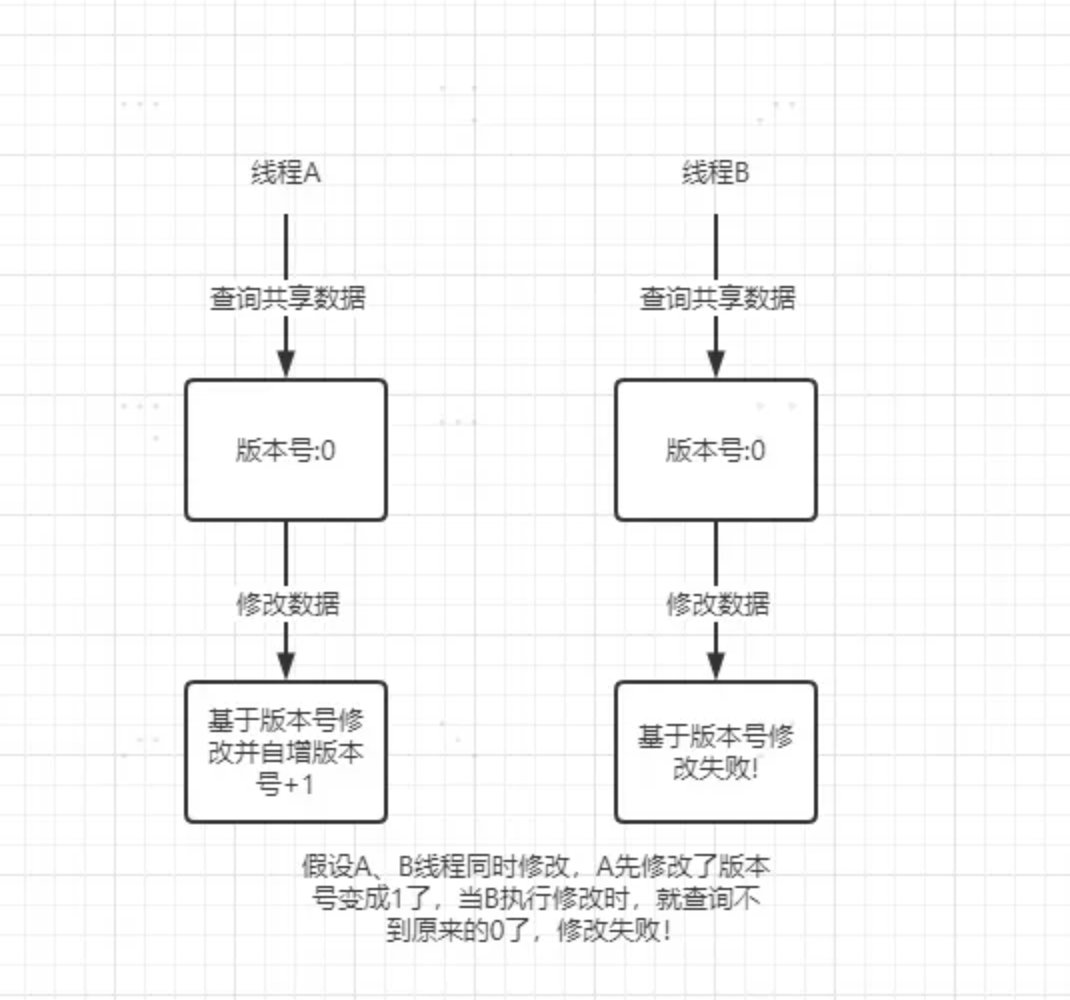 线程A
线程B
查询共享数据
查询共享数据
版本号:0
版本号:0
修改数据
修改数据
基于版本号修
改并自增版本
号+1
基于版本号修
改失败!
假设A、B线程同时修改，A先修改了版本
号变成1了，当B执行修改时，就查询不
到原来的0了，修改失败！